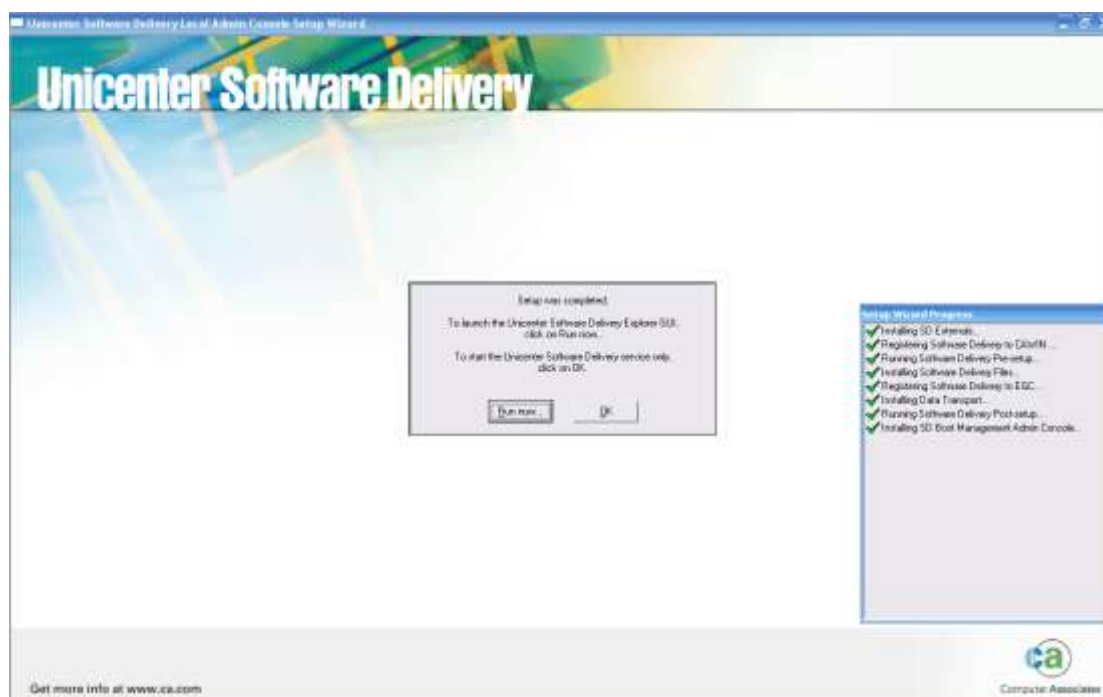 Unicenter Software Delivery Local Admin Console Setup Wizard
Unicenter Software Delivery
Setup was completed.
To launch the Unicenter Software Delivery Explorer GUI,
click on Run now...
To start the Unicenter Software Delivery service only,
click on OK.
Run now...
OK
Setup Wizard Progress
Installing SD Externals...
Registering Software Delivery to CAWIN...
Running Software Delivery Pre-setup...
Installing Software Delivery Files...
Registering Software Delivery to EGC...
Installing Data Transport...
Running Software Delivery Post-setup...
Installing SD Boot Management Admin Console...
ca
Computer Associates
Get more info at www.ca.com